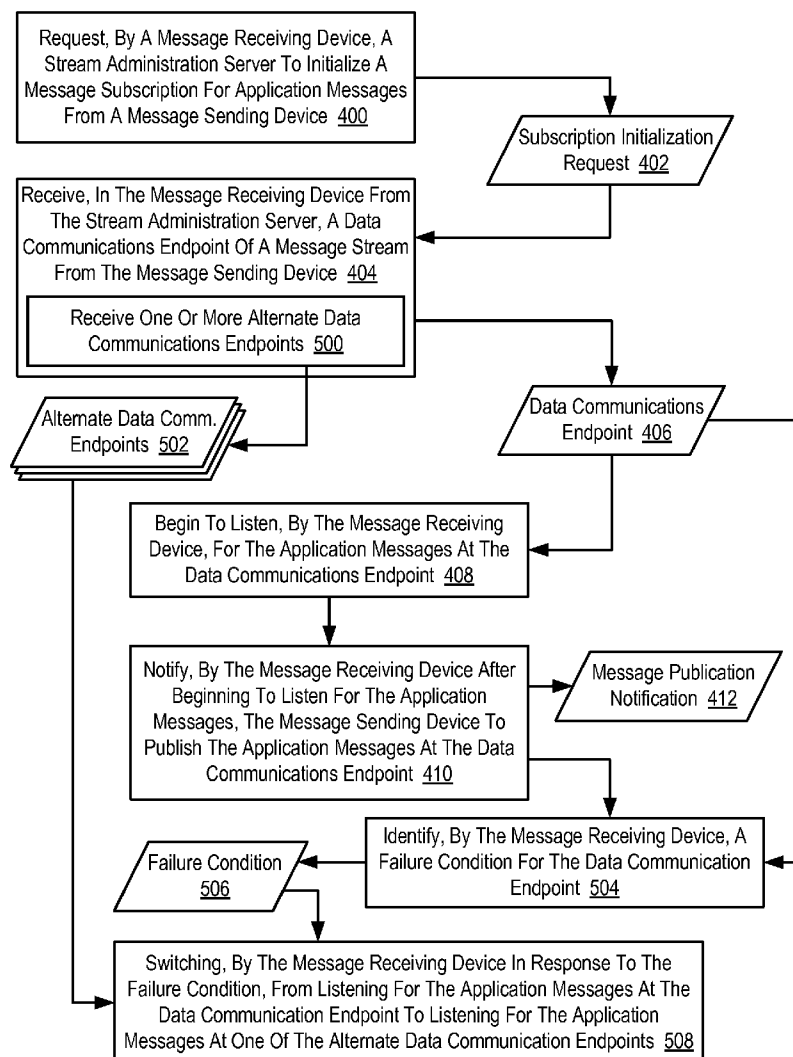 Request, By A Message Receiving Device, A
Stream Administration Server To Initialize A
Message Subscription For Application Messages
From A Message Sending Device 400
Subscription Initialization
Request 402
Receive, In The Message Receiving Device From
The Stream Administration Server, A Data
Communications Endpoint Of A Message Stream
From The Message Sending Device 404
Receive One Or More Alternate Data
Communications Endpoints 500
Alternate Data Comm.
Endpoints 502
Data Communications
Endpoint 406
Begin To Listen, By The Message Receiving
Device, For The Application Messages At The
Data Communications Endpoint 408
Notify, By The Message Receiving Device After
Beginning To Listen For The Application
Messages, The Message Sending Device To
Publish The Application Messages At The Data
Communications Endpoint 410
Message Publication
Notification 412
Identify, By The Message Receiving Device, A
Failure Condition For The Data Communication
Endpoint 504
Failure Condition
506
Switching, By The Message Receiving Device In Response To The
Failure Condition, From Listening For The Application Messages At The
Data Communication Endpoint To Listening For The Application
Messages At One Of The Alternate Data Communication Endpoints 508